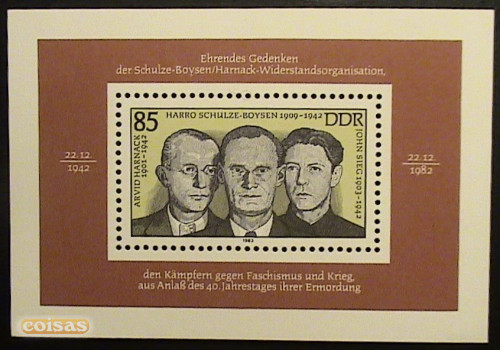 Ehrendes Gedenken
der Schulze-Boysen/Harnack-Widerstandsorganisation,
85
HARRO SCHULZE-BOYSEN 1909-1942
DDR
ARVID HARNACK
1901-1942
JOHN SIEG 1903-1942
22.12.
1942
22.12.
1982
1983
den Kämpfern gegen Faschismus und Krieg,
aus Anlaß des 40. Jahrestages ihrer Ermordung
coisas